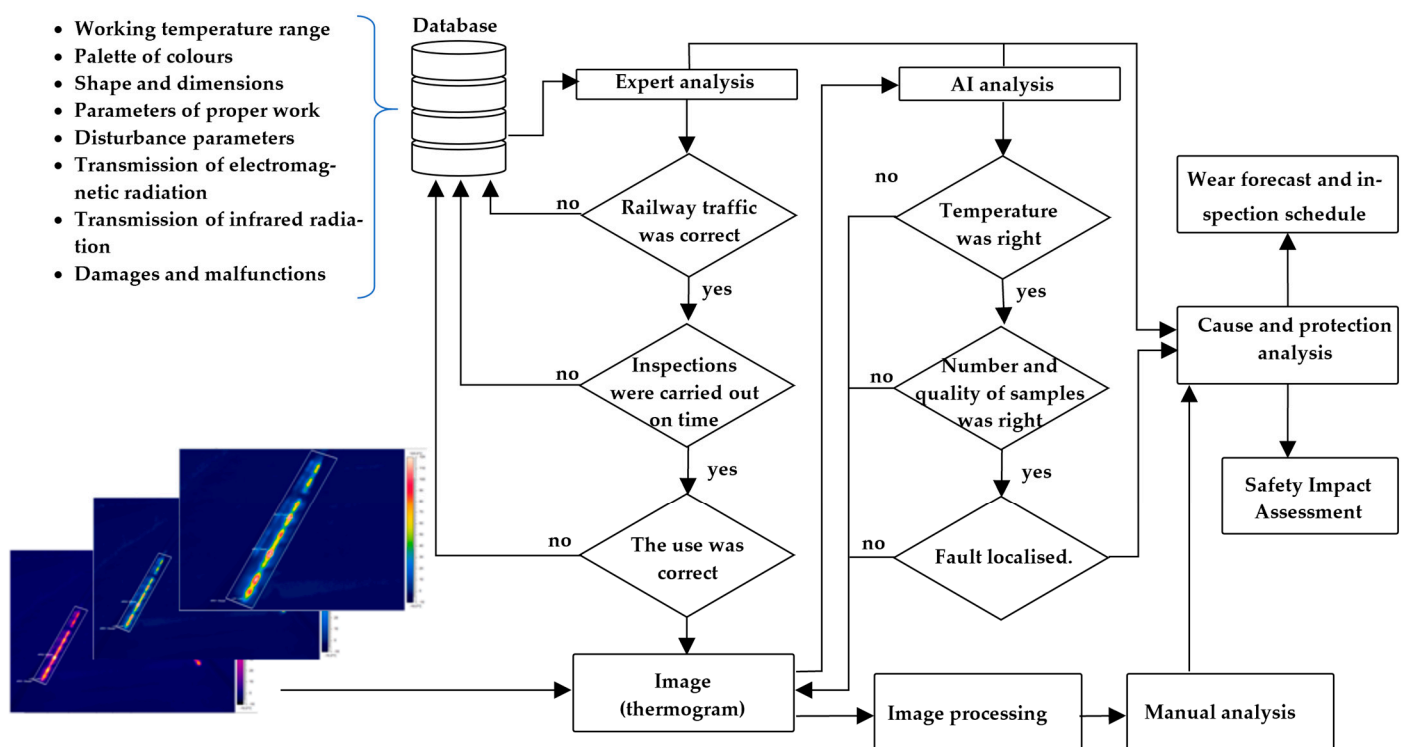 • Working temperature range
• Palette of colours
• Shape and dimensions
• Parameters of proper work
• Disturbance parameters
• Transmission of electromag-
netic radiation
• Transmission of infrared radia-
tion
• Damages and malfunctions
Database
Expert analysis
Railway traffic
was correct
no
yes
Inspections
were carried out
on time
no
yes
The use was
correct
no
Image
(thermogram)
AI analysis
no
Temperature
was right
yes
Number and
quality of samples
was right
no
yes
Fault localised.
no
Image processing
Manual analysis
Wear forecast and in-
spection schedule
Cause and protection
analysis
Safety Impact
Assessment